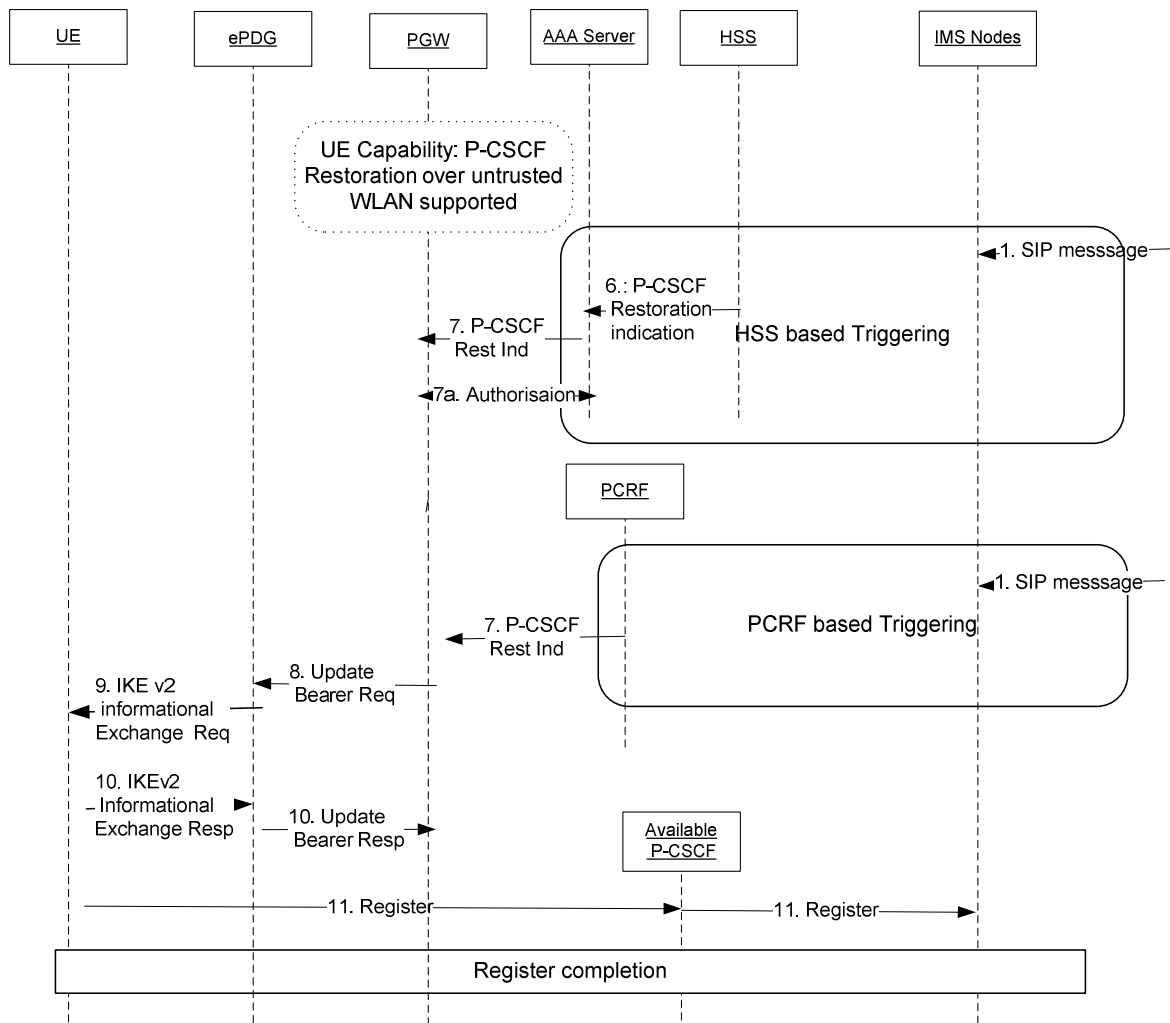 UE
ePDG
PGW
AAA Server
HSS
IMS Nodes
UE Capability: P-CSCF
Restoration over untrusted
WLAN supported
1. SIP messsage
6.: P-CSCF
Restoration
indication
7. P-CSCF
Rest Ind
HSS based Triggering
7a. Authorisaion
PCRF
1. SIP messsage
7. P-CSCF
Rest Ind
PCRF based Triggering
8. Update
Bearer Req
9. IKE v2
informational
Exchange Req
10. IKEv2
Informational
Exchange Resp
10. Update
Bearer Resp
Available
P-CSCF
11. Register
11. Register
Register completion